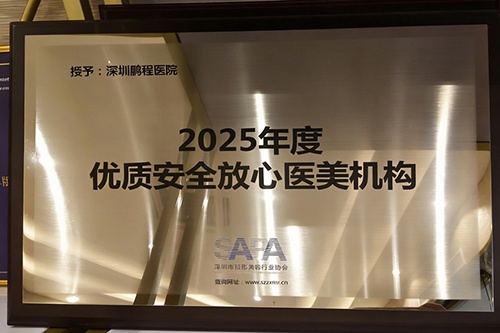 授予：深圳鹏程医院
2025年度
优质安全放心医美机构
SAPA
深圳市整形美容行业协会
查询网址：www.szzxmr.cn